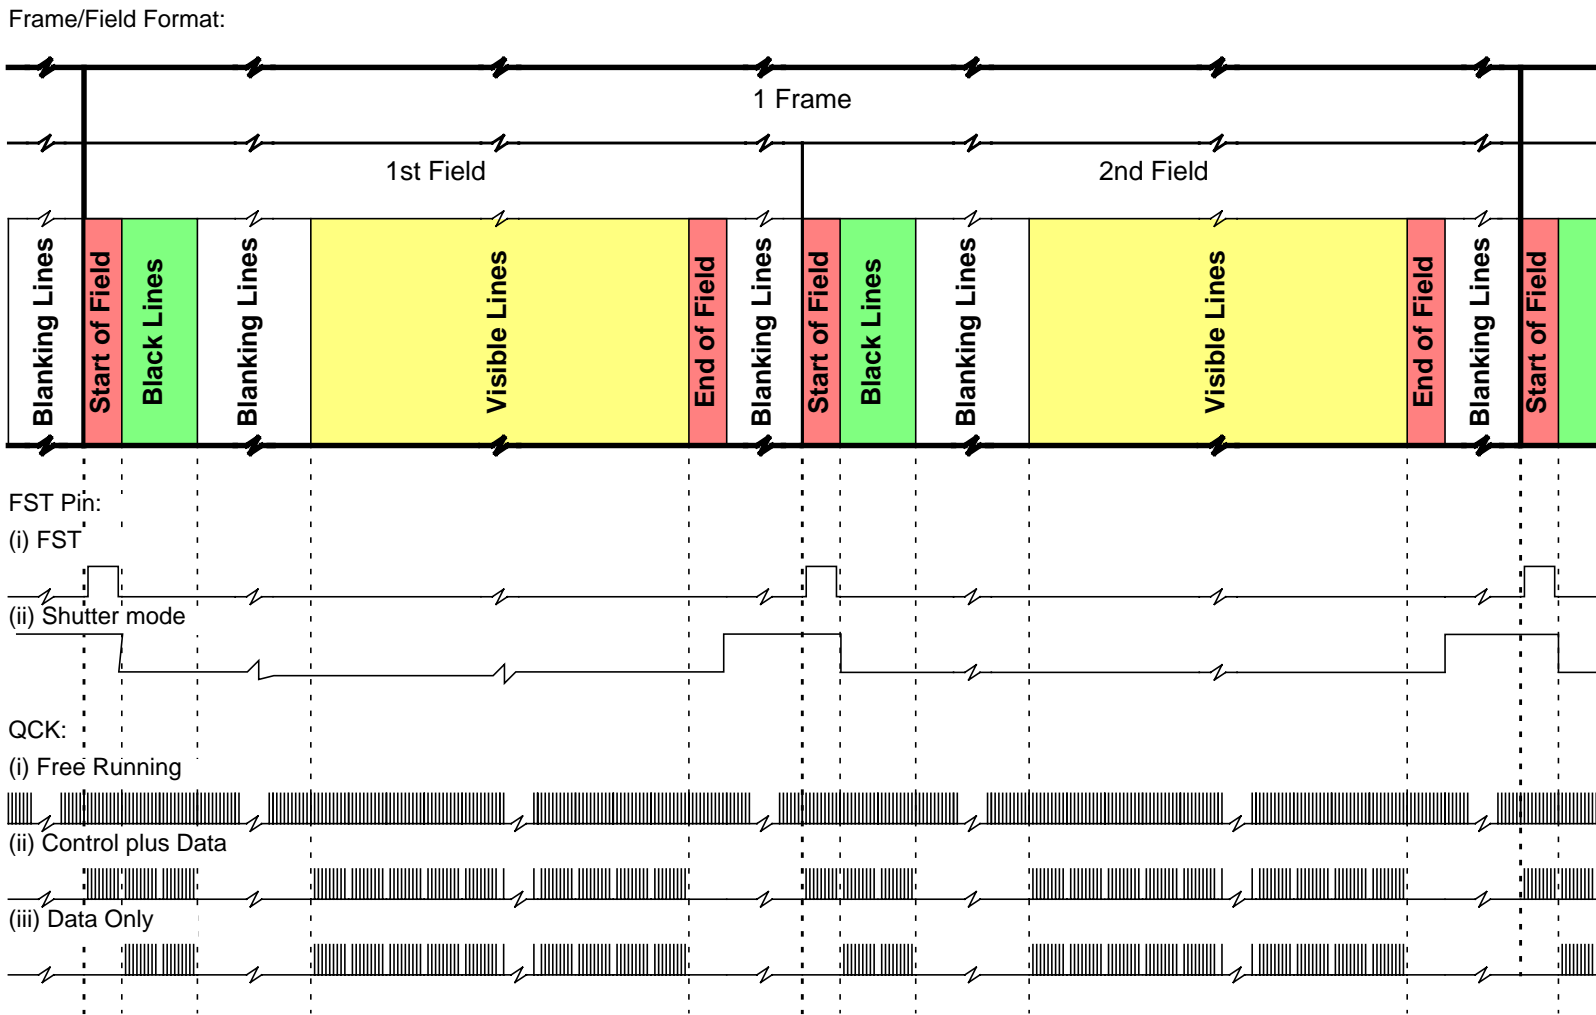 Frame/Field Format:
1 Frame
1st Field
2nd Field
Blanking Lines
Start of Field
Black Lines
Blanking Lines
Visible Lines
End of Field
Blanking Lines
Start of Field
Black Lines
Blanking Lines
Visible Lines
End of Field
Blanking Lines
Start of Field
FST Pin:
(i) FST
(ii) Shutter mode
QCK:
(i) Free Running
(ii) Control plus Data
(iii) Data Only